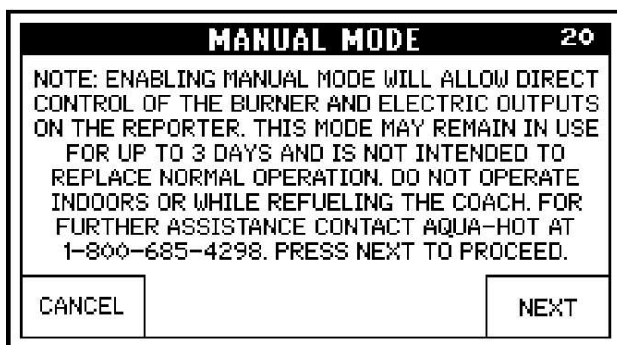 MANUAL MODE 20
NOTE: ENABLING MANUAL MODE WILL ALLOW DIRECT
CONTROL OF THE BURNER AND ELECTRIC OUTPUTS
ON THE REPORTER. THIS MODE MAY REMAIN IN USE
FOR UP TO 3 DAYS AND IS NOT INTENDED TO
REPLACE NORMAL OPERATION. DO NOT OPERATE
INDOORS OR WHILE REFUELING THE COACH. FOR
FURTHER ASSISTANCE CONTACT AQUA-HOT AT
1-800-685-4298. PRESS NEXT TO PROCEED.
CANCEL NEXT